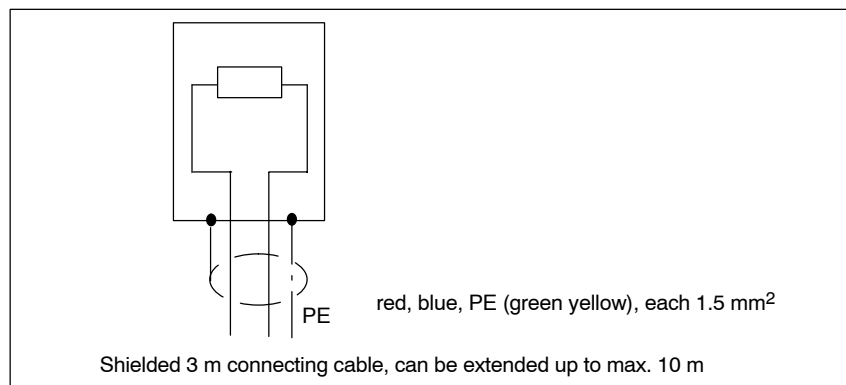 PE
red, blue, PE (green yellow), each 1.5 mm²
Shielded 3 m connecting cable, can be extended up to max. 10 m